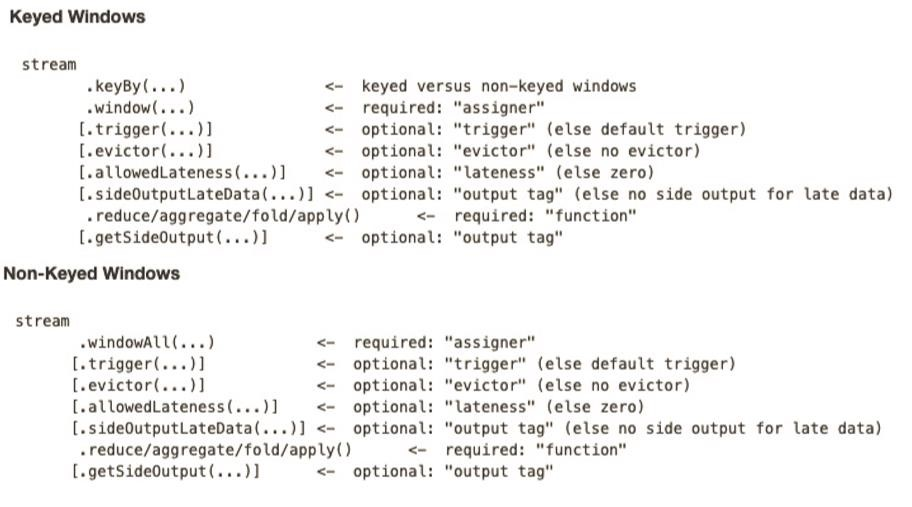 Keyed Windows
stream
.keyBy(...) <- keyed versus non-keyed windows
.window(...) <- required: "assigner"
[.trigger(...)] <- optional: "trigger" (else default trigger)
[.evictor(...)] <- optional: "evictor" (else no evictor)
[.allowedLateness(...)] <- optional: "lateness" (else zero)
[.sideOutputLateData(...)] <- optional: "output tag" (else no side output for late data)
.reduce/aggregate/fold/apply() <- required: "function"
[.getSideOutput(...)] <- optional: "output tag"
Non-Keyed Windows
stream
.windowAll(...) <- required: "assigner"
[.trigger(...)] <- optional: "trigger" (else default trigger)
[.evictor(...)] <- optional: "evictor" (else no evictor)
[.allowedLateness(...)] <- optional: "lateness" (else zero)
[.sideOutputLateData(...)] <- optional: "output tag" (else no side output for late data)
.reduce/aggregate/fold/apply() <- required: "function"
[.getSideOutput(...)] <- optional: "output tag"